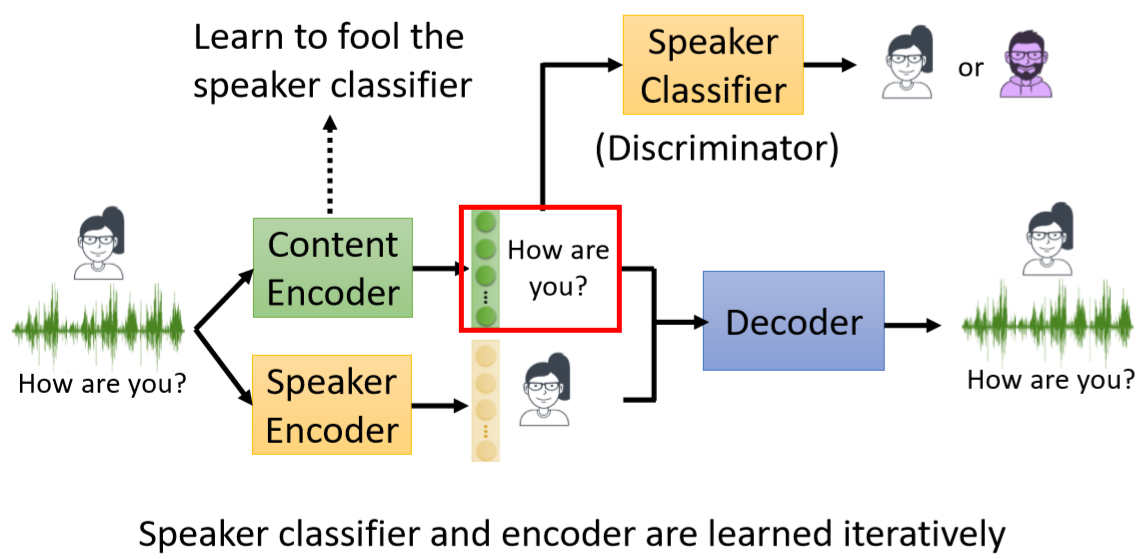 Learn to fool the
speaker classifier
Speaker
Classifier
or
(Discriminator)
Content
Encoder
How are
you?
Decoder
How are you?
Speaker
Encoder
How are you?
Speaker classifier and encoder are learned iteratively